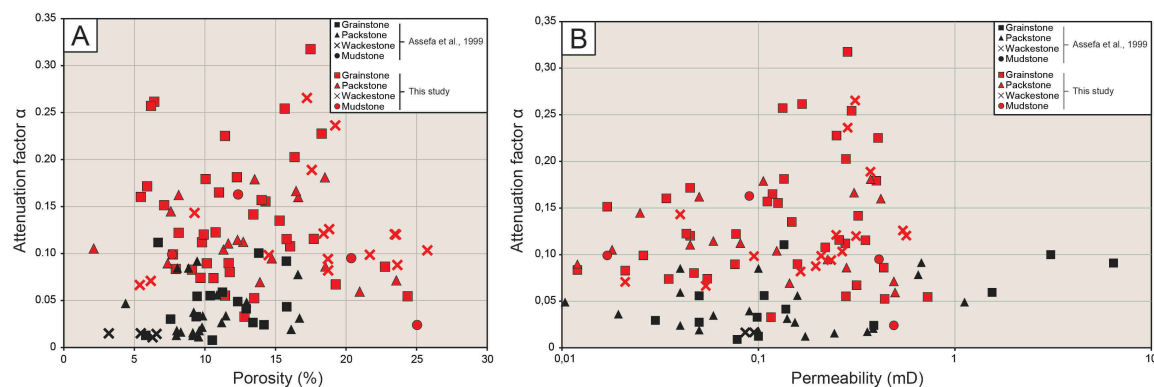 A
Grainstone
Packstone
Wackestone
Mudstone
Assefa et al., 1999
Grainstone
Packstone
Wackestone
Mudstone
This study
Attenuation factor α
0,35
0,30
0,25
0,20
0,15
0,10
0,05
0
0
5
10
15
20
25
30
Porosity (%)
B
Grainstone
Packstone
Wackestone
Mudstone
Assefa et al., 1999
Grainstone
Packstone
Wackestone
Mudstone
This study
Attenuation factor α
0,35
0,30
0,25
0,20
0,15
0,10
0,05
0
0,01
0,1
1
10
Permeability (mD)